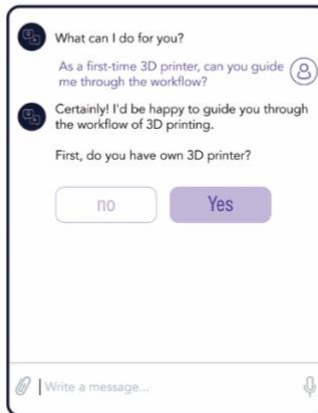 What can I do for you?
As a first-time 3D printer, can you guide
me through the workflow?
Certainly! I'd be happy to guide you through
the workflow of 3D printing.
First, do you have own 3D printer?
no
Yes
Write a message...